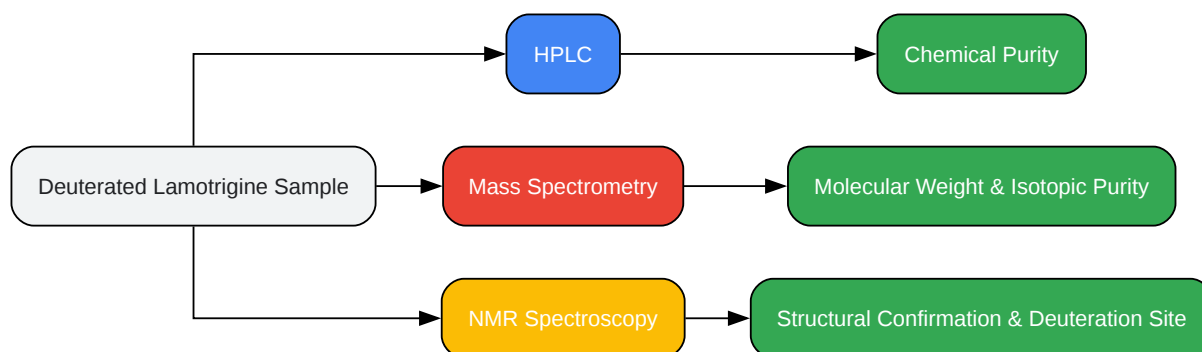 HPLC
Chemical Purity
Deuterated Lamotrigine Sample
Mass Spectrometry
Molecular Weight & Isotopic Purity
NMR Spectroscopy
Structural Confirmation & Deuteration Site